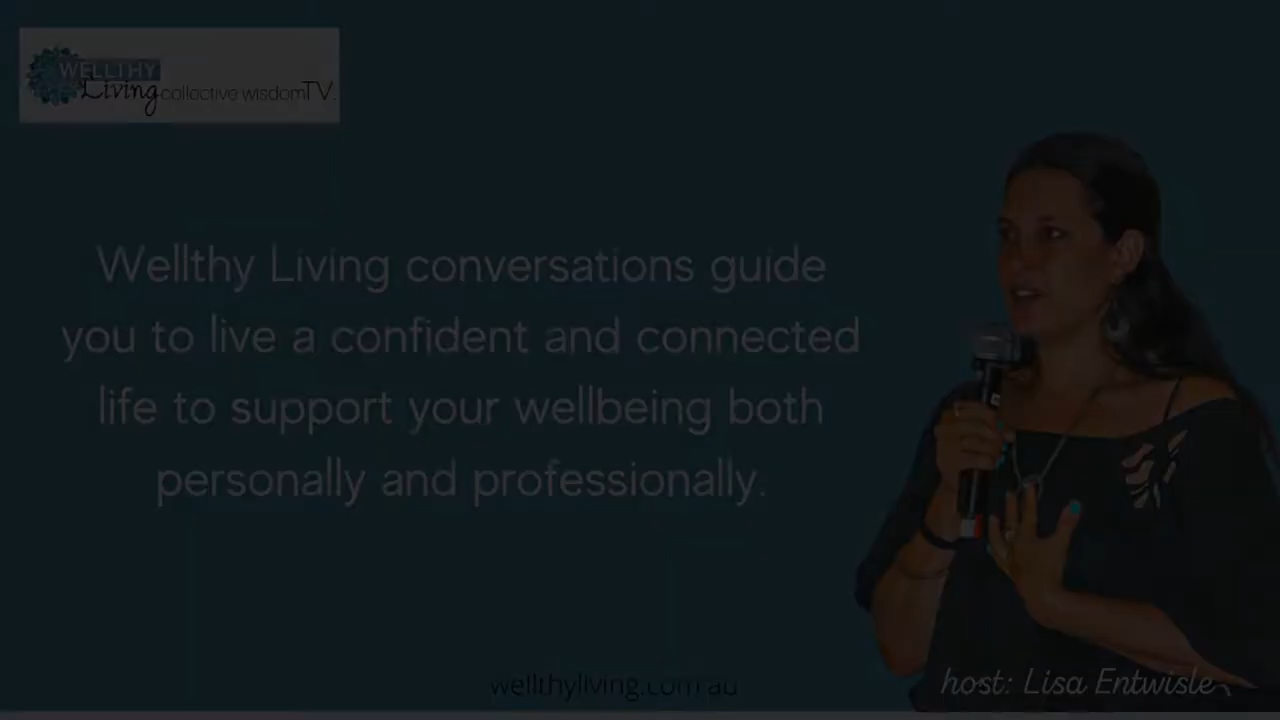 WELLTHY
Living collective wisdomTV.
Wellthy Living conversations guide
you to live a confident and connected
life to support your wellbeing both
personally and professionally.
wellthyliving.com.au
host: Lisa Entwisle